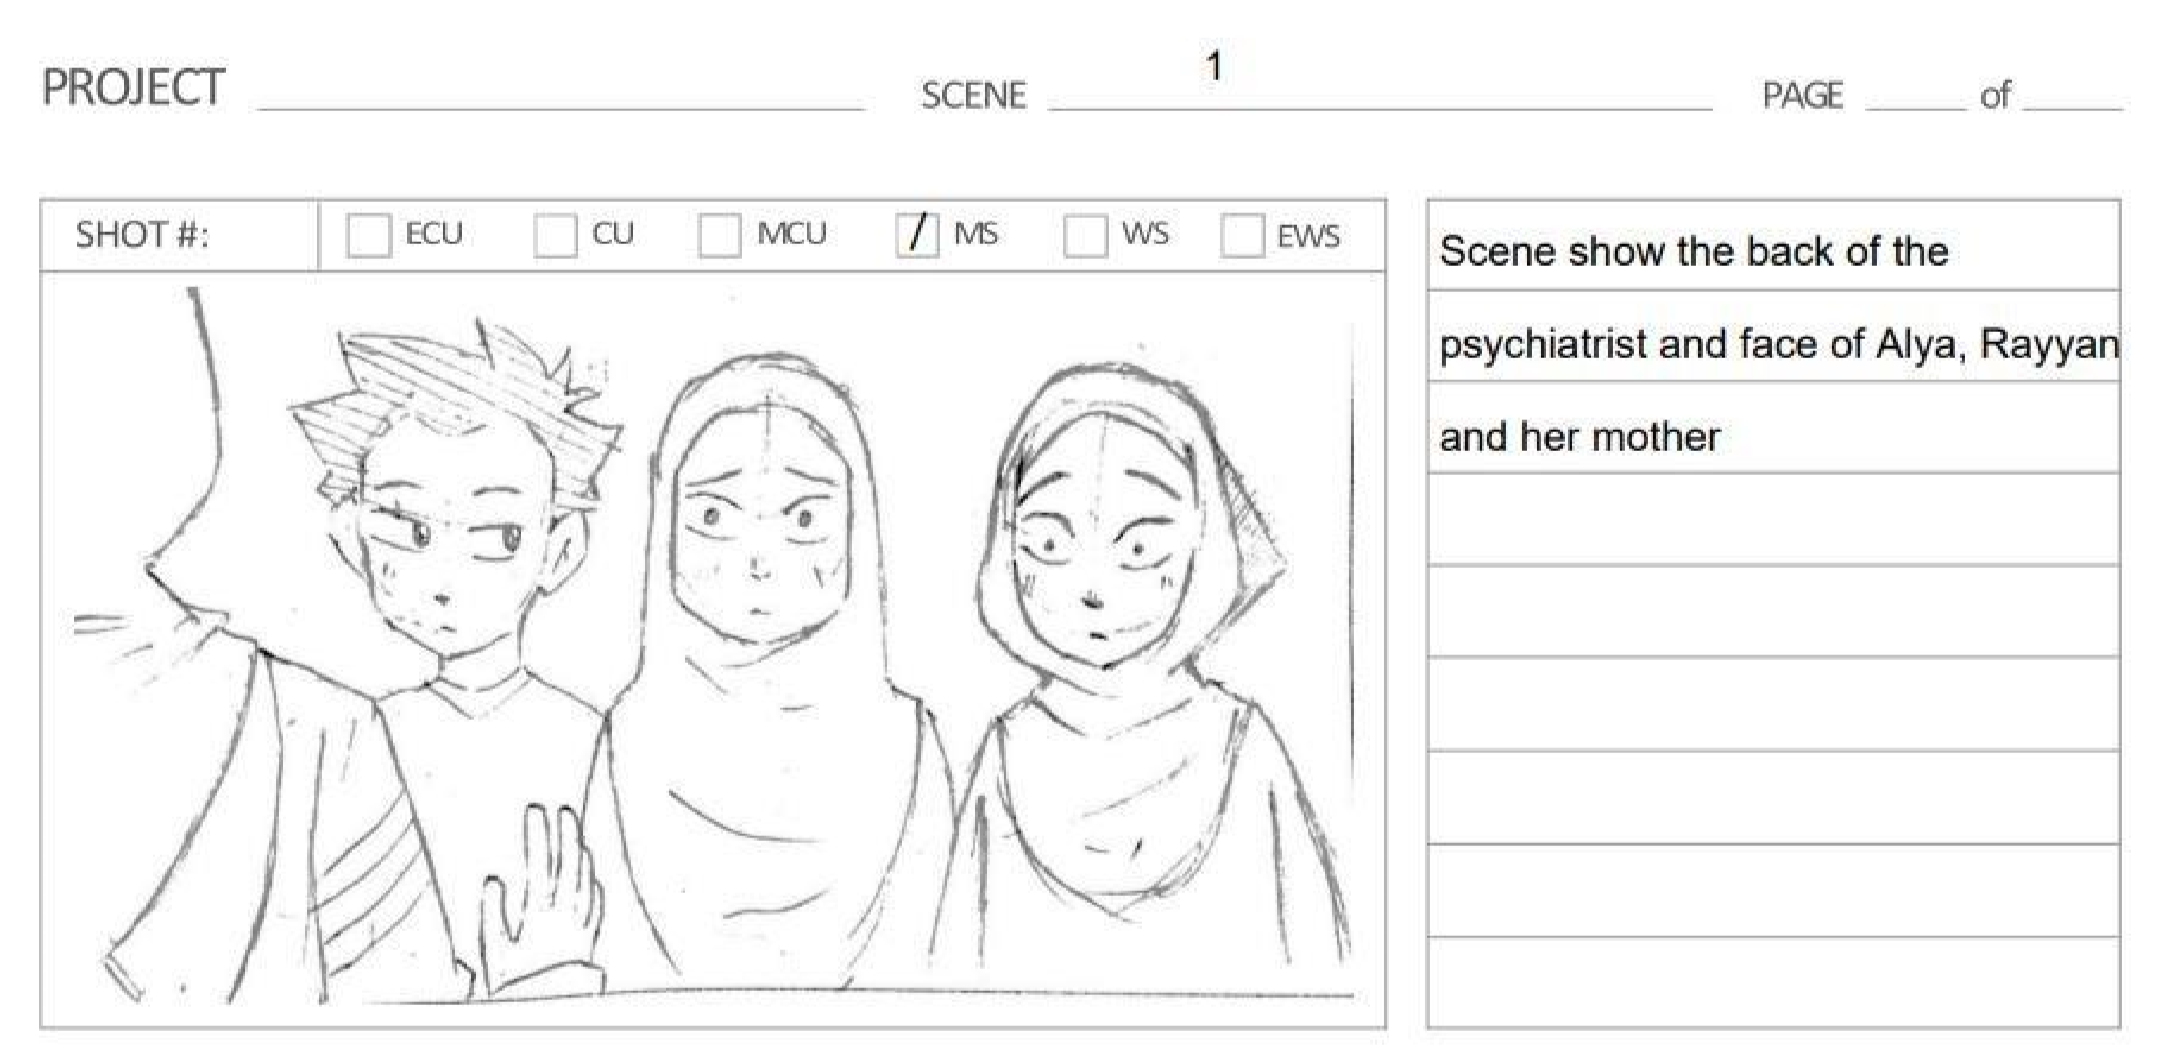 PROJECT
SCENE 1
PAGE of
SHOT #: ECU CU MCU / MS WS EWS
Scene show the back of the
psychiatrist and face of Alya, Rayyan
and her mother